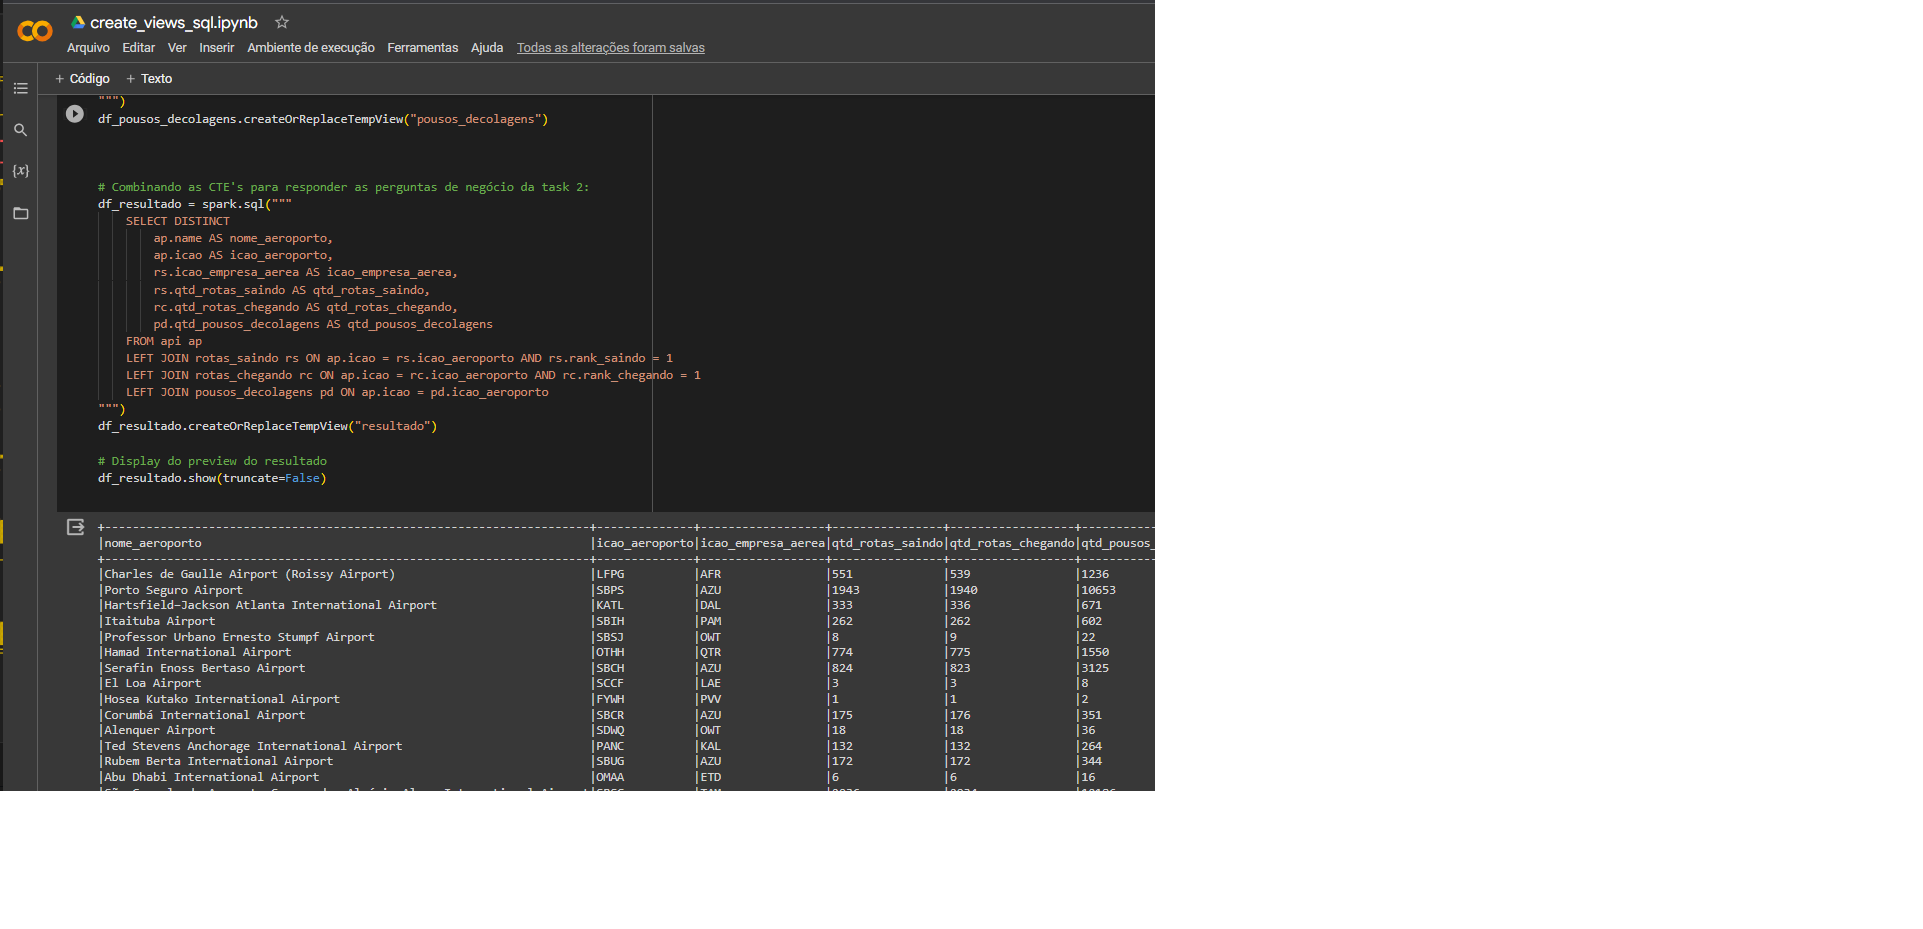 create_views_sql.ipynb
Arquivo Editar Ver Inserir Ambiente de execução Ferramentas Ajuda Todas as alterações foram salvas
+ Código + Texto
""")
df_pousos_decolagens.createOrReplaceTempView("pousos_decolagens")
# Combinando as CTE's para responder as perguntas de negócio da task 2:
df_resultado = spark.sql("""
SELECT DISTINCT
ap.name AS nome_aeroporto,
ap.icao AS icao_aeroporto,
rs.icao_empresa_aerea AS icao_empresa_aerea,
rs.qtd_rotas_saindo AS qtd_rotas_saindo,
rc.qtd_rotas_chegando AS qtd_rotas_chegando,
pd.qtd_pousos_decolagens AS qtd_pousos_decolagens
FROM api ap
LEFT JOIN rotas_saindo rs ON ap.icao = rs.icao_aeroporto AND rs.rank_saindo = 1
LEFT JOIN rotas_chegando rc ON ap.icao = rc.icao_aeroporto AND rc.rank_chegando = 1
LEFT JOIN pousos_decolagens pd ON ap.icao = pd.icao_aeroporto
""")
df_resultado.createOrReplaceTempView("resultado")
# Display do preview do resultado
df_resultado.show(truncate=False)
|nome_aeroporto |icao_aeroporto|icao_empresa_aerea|qtd_rotas_saindo|qtd_rotas_chegando|qtd_pousos_
|Charles de Gaulle Airport (Roissy Airport) |LFPG |AFR |551 |539 |1236
|Porto Seguro Airport |SBPS |AZU |1943 |1940 |10653
|Hartsfield–Jackson Atlanta International Airport |KATL |DAL |333 |336 |671
|Itaituba Airport |SBIH |PAM |262 |262 |602
|Professor Urbano Ernesto Stumpf Airport |SBSJ |OWT |8 |9 |22
|Hamad International Airport |OTHH |QTR |774 |775 |1550
|Serafin Enoss Bertaso Airport |SBCH |AZU |824 |823 |3125
|El Loa Airport |SCCF |LAE |3 |3 |8
|Hosea Kutako International Airport |FYWH |PVV |1 |1 |2
|Corumbá International Airport |SBCR |AZU |175 |176 |351
|Alenquer Airport |SDWQ |OWT |18 |18 |36
|Ted Stevens Anchorage International Airport |PANC |KAL |132 |132 |264
|Rubem Berta International Airport |SBUG |AZU |172 |172 |344
|Abu Dhabi International Airport |OMAA |ETD |6 |6 |16